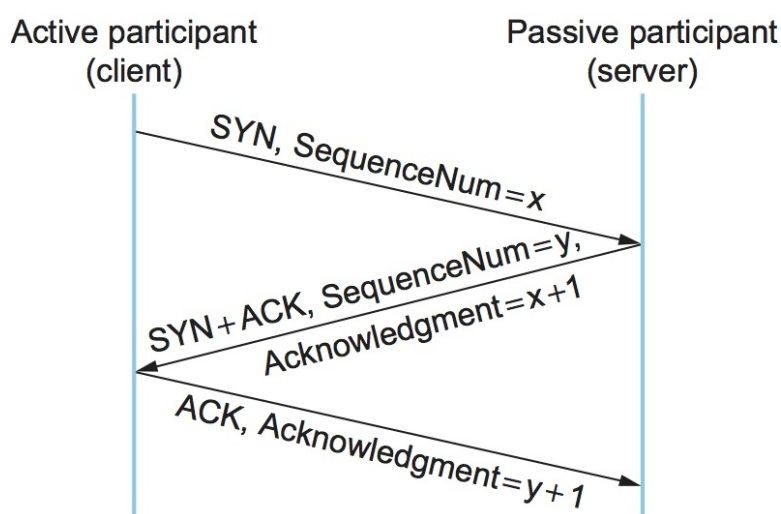 Active participant
(client)
Passive participant
(server)
SYN, SequenceNum=x
SYN+ACK, SequenceNum=y,
Acknowledgment=x+1
ACK, Acknowledgment=y+1